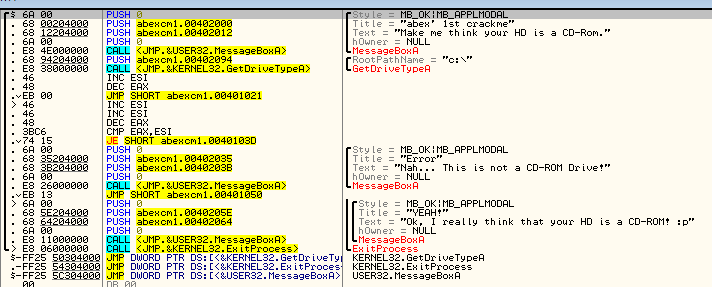 $ 6A 00 PUSH 0 Style = MB_OK|MB_APPLMODAL
. 68 00204000 PUSH abexcm1.00402000 Title = "abex' 1st crackme"
. 68 12204000 PUSH abexcm1.00402012 Text = "Make me think your HD is a CD-Rom."
. 6A 00 PUSH 0 hOwner = NULL
. E8 4E000000 CALL <JMP.&USER32.MessageBoxA> MessageBoxA
. 68 94204000 PUSH abexcm1.00402094 RootPathName = "c:\"
. E8 38000000 CALL <JMP.&KERNEL32.GetDriveTypeA> GetDriveTypeA
. 46 INC ESI
. 48 DEC EAX
. EB 00 JMP SHORT abexcm1.00401021
> 46 INC ESI
. 46 INC ESI
. 48 DEC EAX
. 3BC6 CMP EAX,ESI
. 74 15 JE SHORT abexcm1.0040103D
. 6A 00 PUSH 0 Style = MB_OK|MB_APPLMODAL
. 68 35204000 PUSH abexcm1.00402035 Title = "Error"
. 68 3B204000 PUSH abexcm1.0040203B Text = "Nah... This is not a CD-ROM Drive!"
. 6A 00 PUSH 0 hOwner = NULL
. E8 26000000 CALL <JMP.&USER32.MessageBoxA> MessageBoxA
. EB 13 JMP SHORT abexcm1.00401050
> 6A 00 PUSH 0 Style = MB_OK|MB_APPLMODAL
. 68 5E204000 PUSH abexcm1.0040205E Title = "YEAH!"
. 68 64204000 PUSH abexcm1.00402064 Text = "Ok, I really think that your HD is a CD-ROM! :p"
. 6A 00 PUSH 0 hOwner = NULL
. E8 11000000 CALL <JMP.&USER32.MessageBoxA> MessageBoxA
> E8 06000000 CALL <JMP.&KERNEL32.ExitProcess> ExitProcess
$-FF25 50304000 JMP DWORD PTR DS:[<&KERNEL32.GetDriveTyp KERNEL32.GetDriveTypeA
.-FF25 54304000 JMP DWORD PTR DS:[<&KERNEL32.ExitProces KERNEL32.ExitProcess
$-FF25 5C304000 JMP DWORD PTR DS:[<&USER32.MessageBoxA> USER32.MessageBoxA
00 DB 00